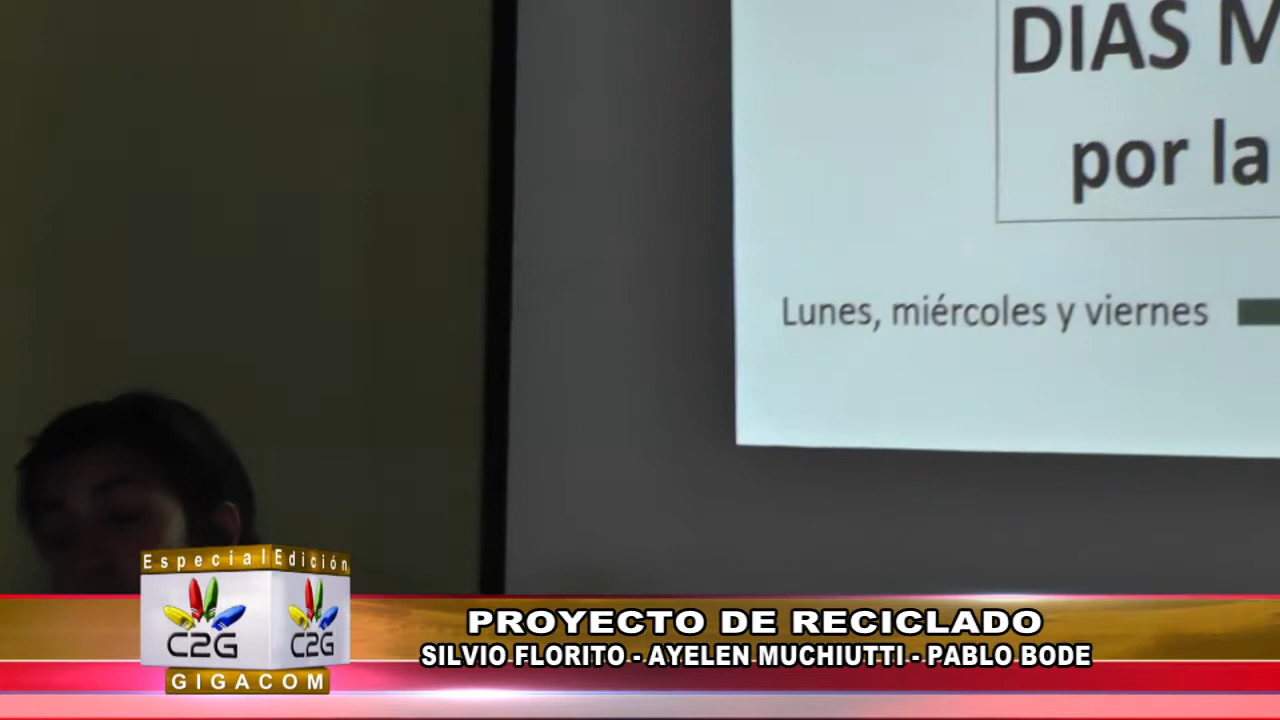 DIAS
por la
Lunes, miércoles y viernes
Especial Edición
C2G C2G
GIGACOM
PROYECTO DE RECICLADO
SILVIO FLORITO - AYELEN MUCHIUTTI - PABLO BODE